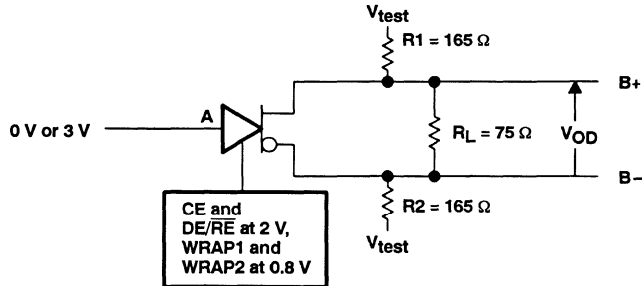 Vtest
R1 = 165 Ω
B+
A
0 V or 3 V
RL = 75 Ω
VOD
B–
CE and
DE/RE at 2 V,
WRAP1 and
WRAP2 at 0.8 V
R2 = 165 Ω
Vtest